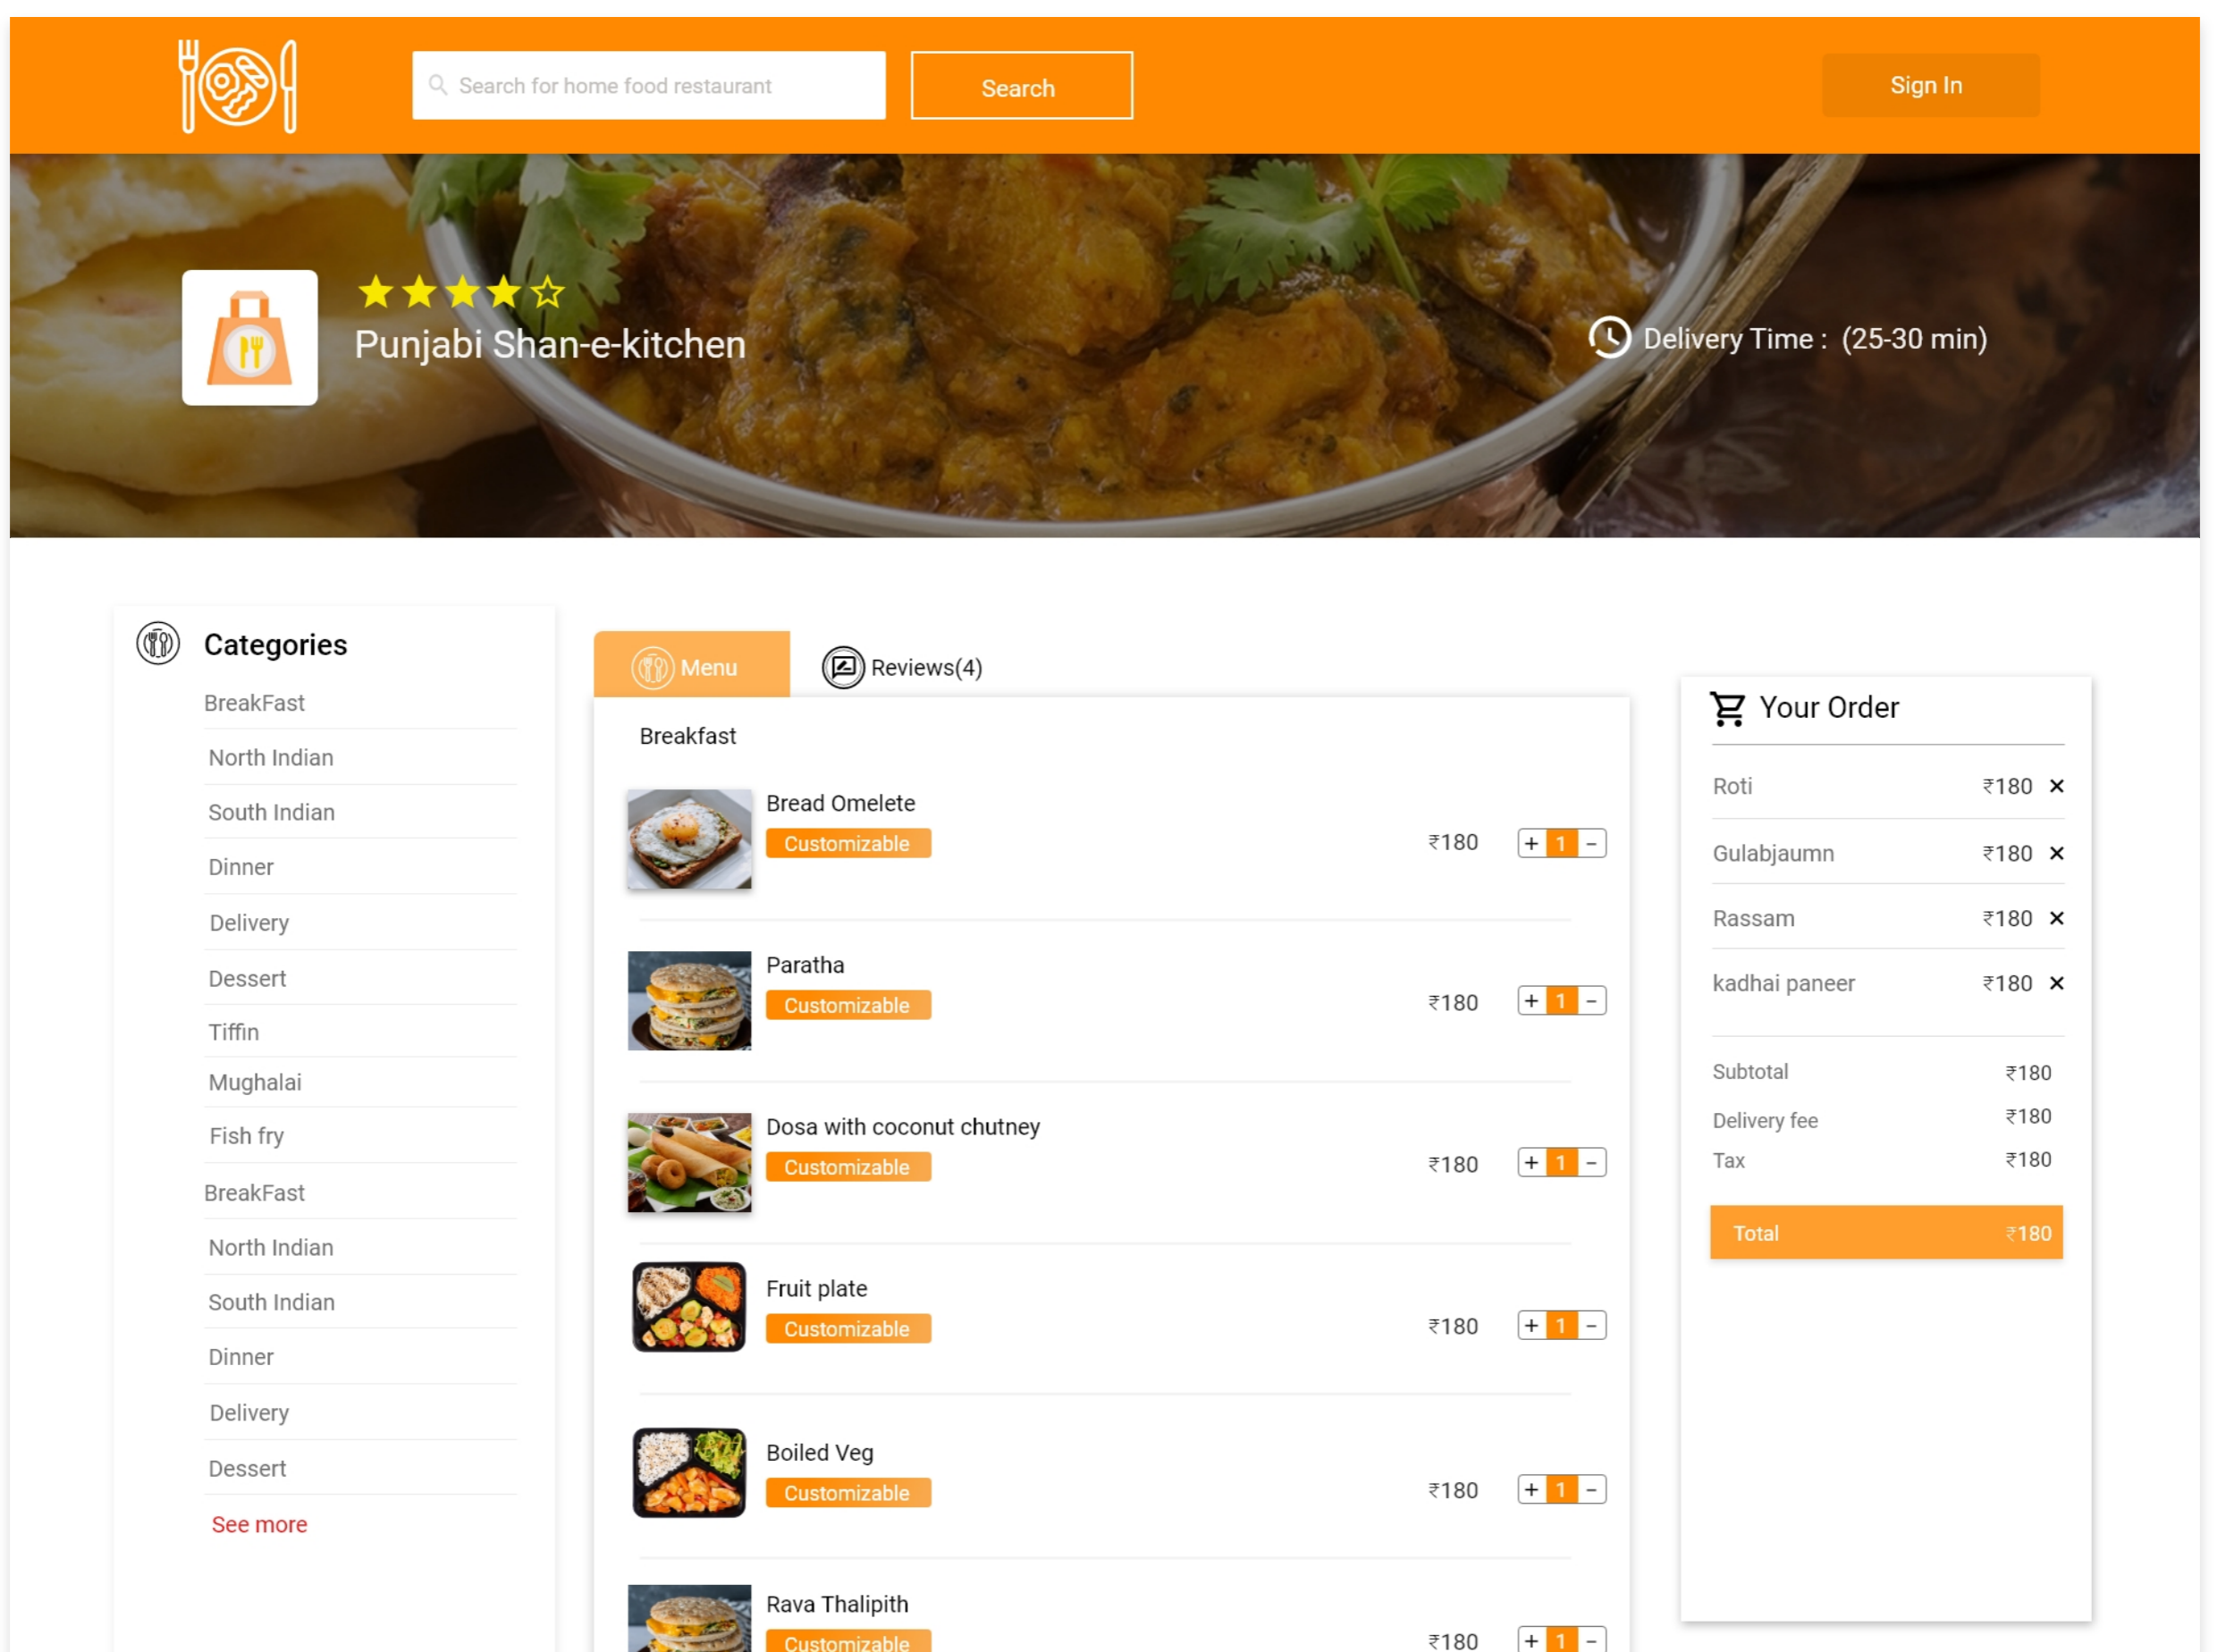 Search for home food restaurant
Search
Sign In
Punjabi Shan-e-kitchen
Delivery Time : (25-30 min)
Categories
BreakFast
North Indian
South Indian
Dinner
Delivery
Dessert
Tiffin
Mughalai
Fish fry
BreakFast
North Indian
South Indian
Dinner
Delivery
Dessert
See more
Menu
Reviews(4)
Breakfast
Bread Omelete
Customizable
₹180
+ 1 −
Paratha
Customizable
₹180
+ 1 −
Dosa with coconut chutney
Customizable
₹180
+ 1 −
Fruit plate
Customizable
₹180
+ 1 −
Boiled Veg
Customizable
₹180
+ 1 −
Rava Thalipith
Customizable
₹180
+ 1 −
Your Order
Roti ₹180 ×
Gulabjaumn ₹180 ×
Rassam ₹180 ×
kadhai paneer ₹180 ×
Subtotal ₹180
Delivery fee ₹180
Tax ₹180
Total ₹180